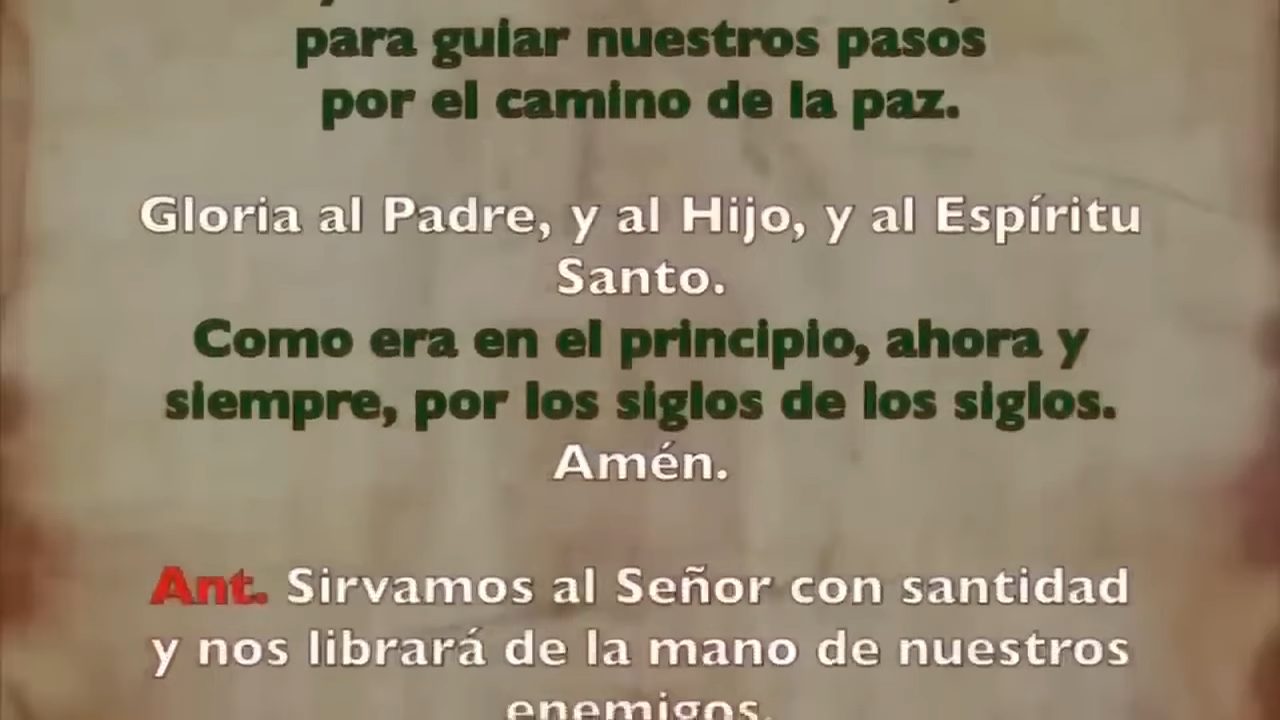 para guiar nuestros pasos
por el camino de la paz.
Gloria al Padre, y al Hijo, y al Espíritu
Santo.
Como era en el principio, ahora y
siempre, por los siglos de los siglos.
Amén.
Ant. Sirvamos al Señor con santidad
y nos librará de la mano de nuestros
enemigos.